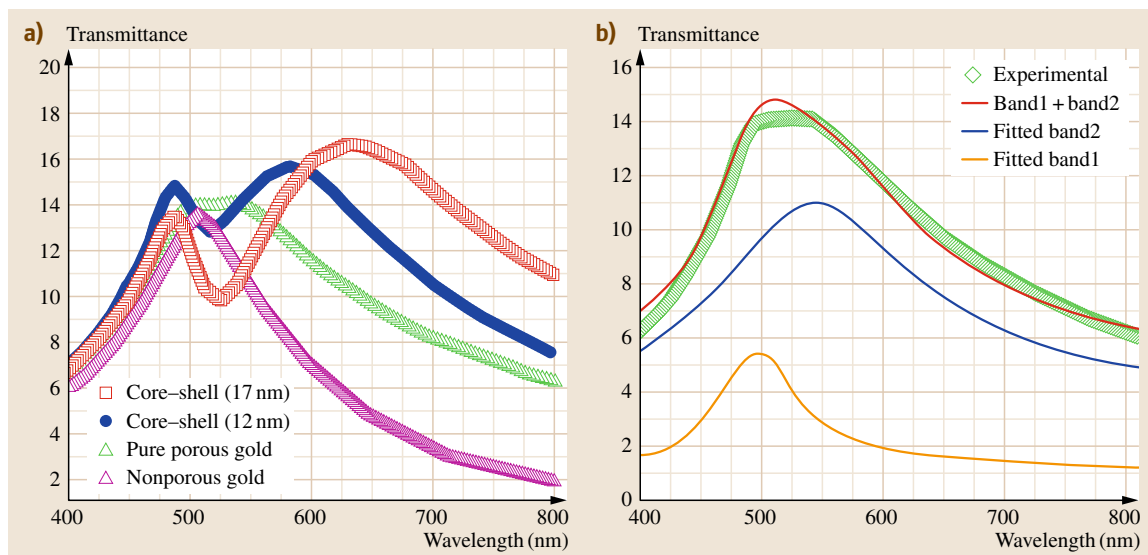 a) Transmittance
20
18
16
14
12
10
8
6
4
2
400 500 600 700 800
Wavelength (nm)
Core–shell (17 nm)
Core–shell (12 nm)
Pure porous gold
Nonporous gold
b) Transmittance
16
14
12
10
8
6
4
2
0
400 500 600 700 800
Wavelength (nm)
Experimental
Band1 + band2
Fitted band2
Fitted band1